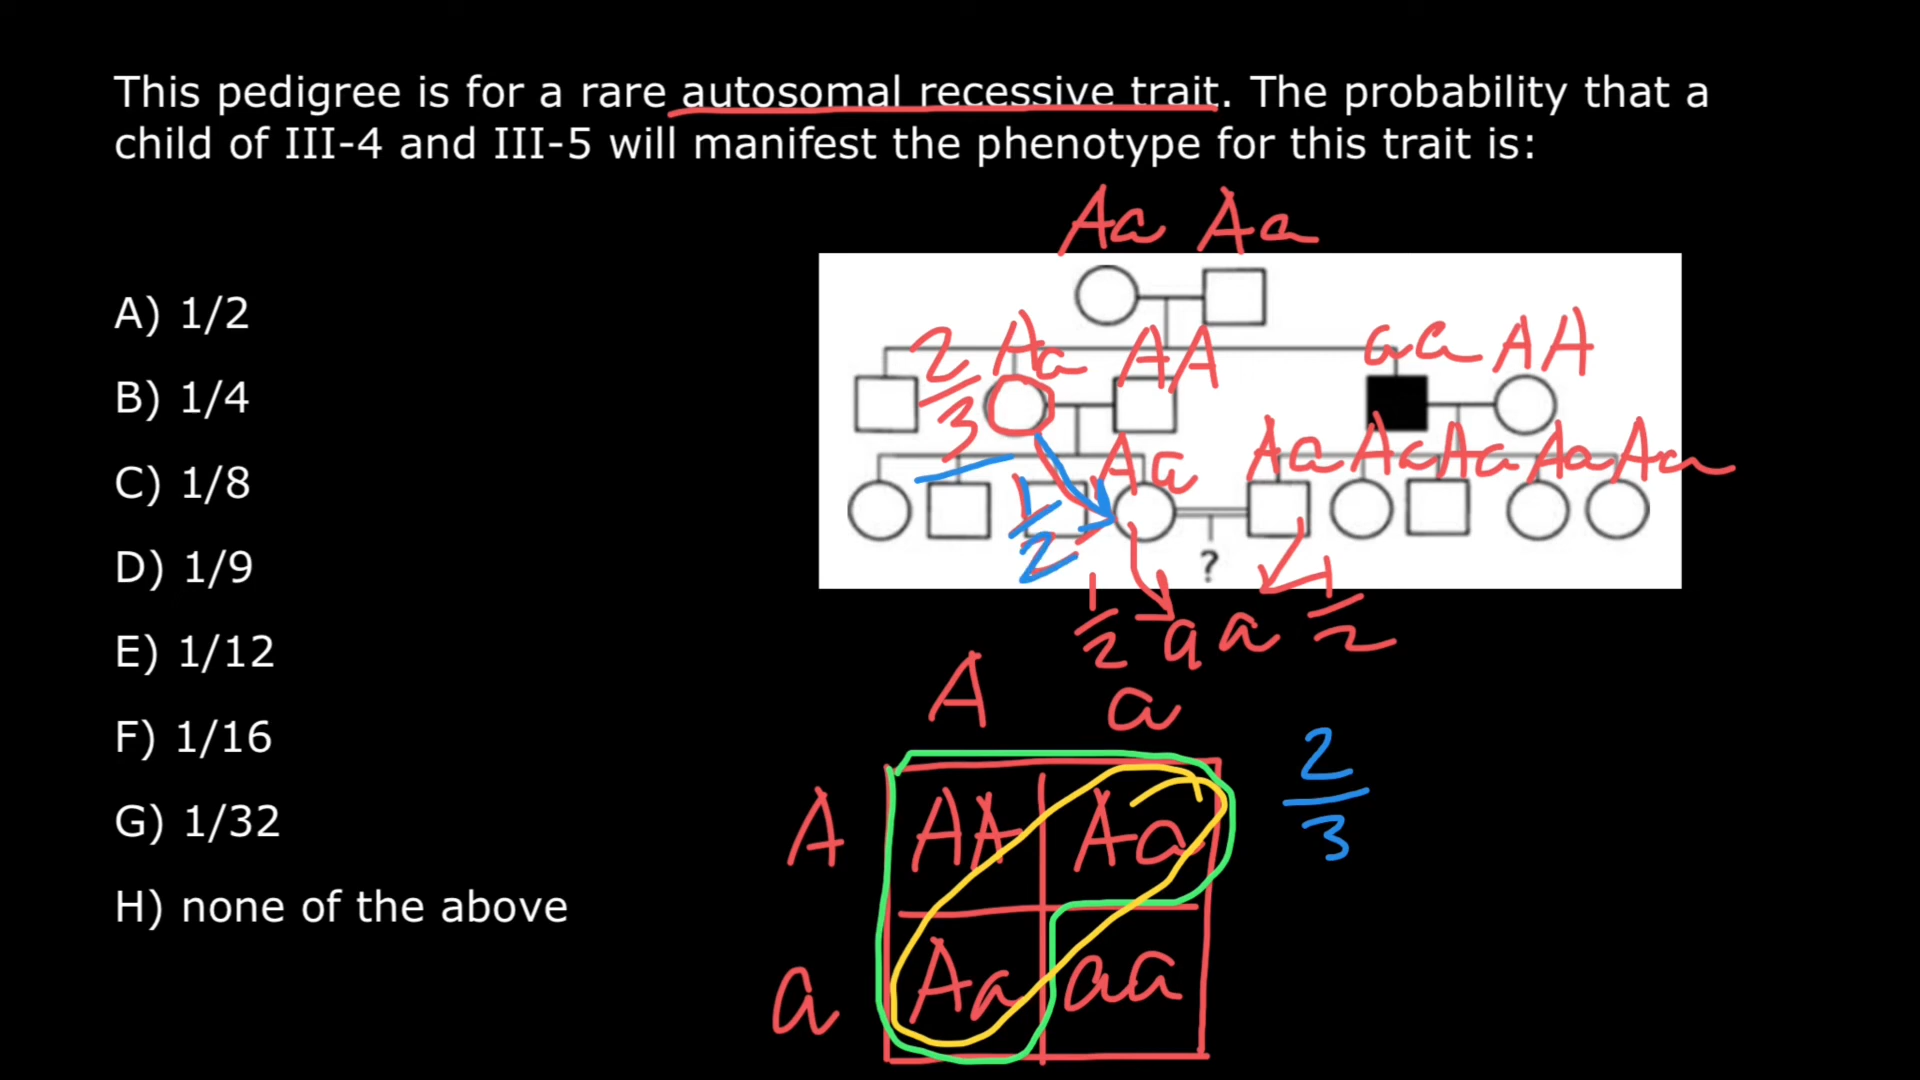 This pedigree is for a rare autosomal recessive trait. The probability that a
child of III-4 and III-5 will manifest the phenotype for this trait is:
Aa Aa
A) 1/2
2/3 Aa AA aa AA
B) 1/4
Aa Aa Aa Aa Aa Aa
C) 1/8
1/2
?
D) 1/9
1/2 a a 1/2
E) 1/12
A a
F) 1/16
2/3
A AA Aa
G) 1/32
H) none of the above
a Aa aa